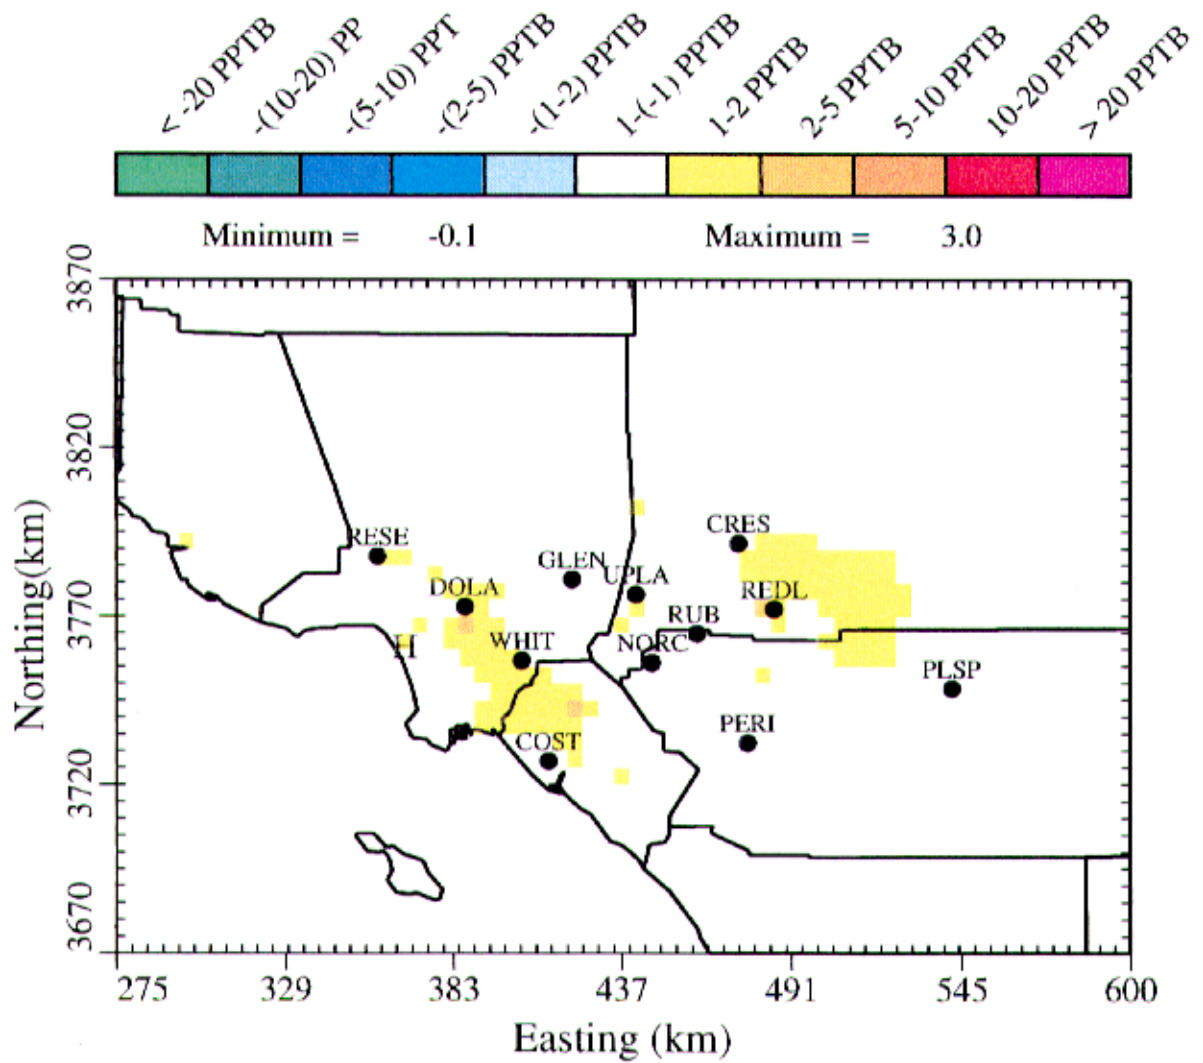 < -20 PPTB
-(10-20) PP
-(5-10) PPT
-(2-5) PPTB
-(1-2) PPTB
1-(-1) PPTB
1-2 PPTB
2-5 PPTB
5-10 PPTB
10-20 PPTB
> 20 PPTB
Minimum = -0.1 Maximum = 3.0
3870
3820
3770
3720
3670
Northing(km)
CRES
RESE
GLEN
UPLA
DOLA
REDL
RUB
H
WHIT
NORC
PLSP
PERI
COST
275 329 383 437 491 545 600
Easting (km)